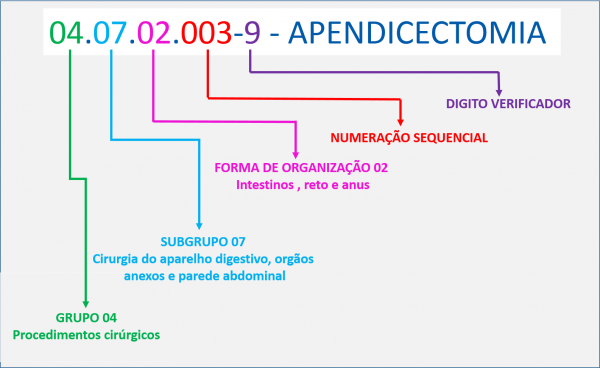 04.07.02.003-9 - APENDICECTOMIA
DIGITO VERIFICADOR
NUMERAÇÃO SEQUENCIAL
FORMA DE ORGANIZAÇÃO 02
Intestinos , reto e anus
SUBGRUPO 07
Cirurgia do aparelho digestivo, orgãos
anexos e parede abdominal
GRUPO 04
Procedimentos cirúrgicos